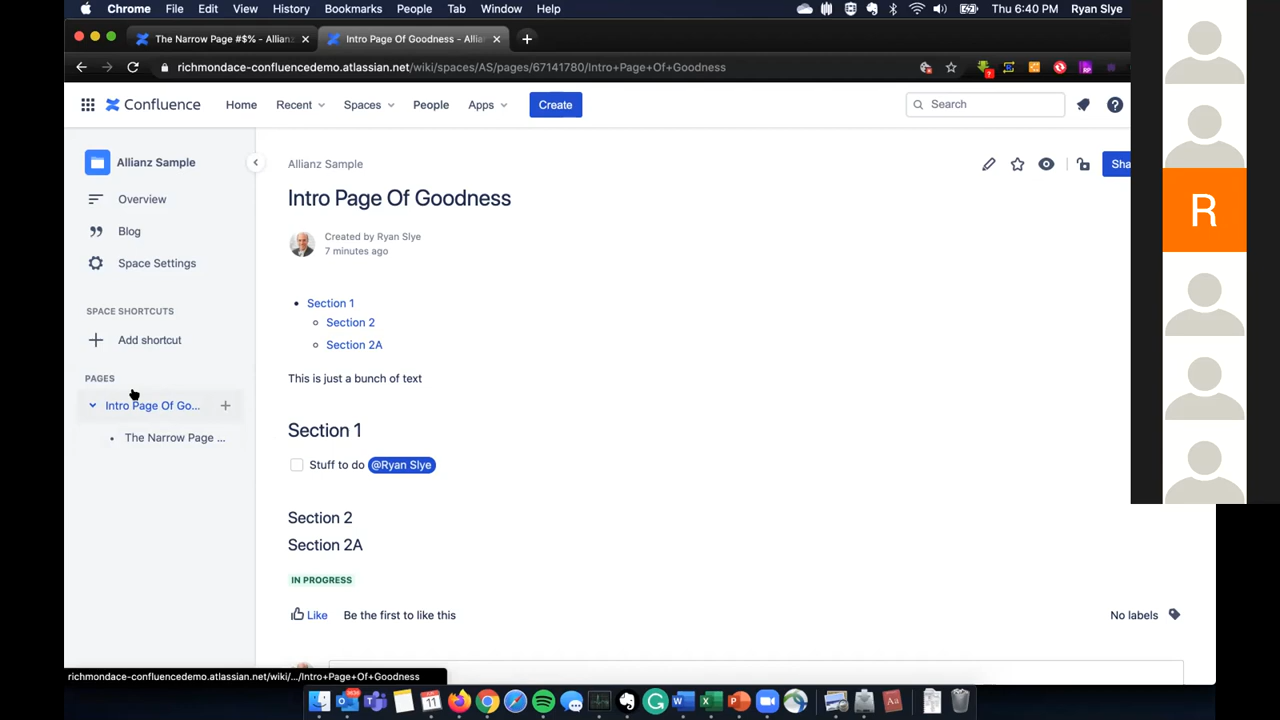 Chrome File Edit View History Bookmarks People Tab Window Help Thu 6:40 PM Ryan Slye
The Narrow Page #$% - Allian
Intro Page Of Goodness - Allia
richmondace-confluencedemo.atlassian.net/wiki/spaces/AS/pages/67141780/Intro+Page+Of+Goodness
Confluence Home Recent Spaces People Apps Create Search
Allianz Sample
Overview
Blog
Space Settings
SPACE SHORTCUTS
Add shortcut
PAGES
Intro Page Of Go...
The Narrow Page ...
Allianz Sample
Sha
Intro Page Of Goodness
Created by Ryan Slye
7 minutes ago
Section 1
Section 2
Section 2A
This is just a bunch of text
Section 1
Stuff to do @Ryan Slye
Section 2
Section 2A
IN PROGRESS
Like Be the first to like this No labels
richmondace-confluencedemo.atlassian.net/wiki/.../Intro+Page+Of+Goodness
R